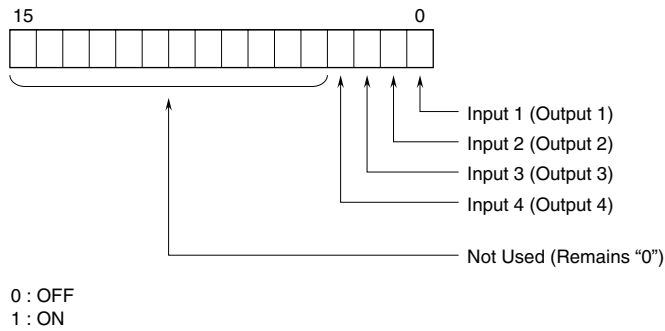 15 0
Input 1 (Output 1)
Input 2 (Output 2)
Input 3 (Output 3)
Input 4 (Output 4)
Not Used (Remains “0”)
0 : OFF
1 : ON